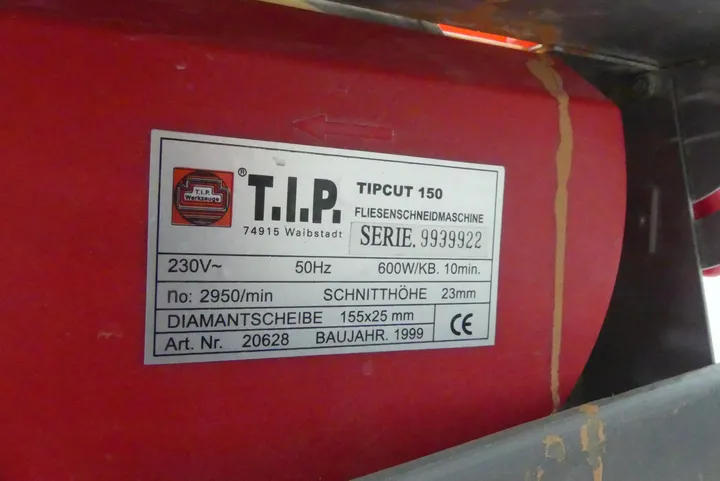 T.I.P.
Werkzeuge
® T.I.P.
74915 Waibstadt
TIPCUT 150
FLIESENSCHNEIDMASCHINE
SERIE. 9939922
230V~ 50Hz 600W/KB. 10min.
no: 2950/min SCHNITTHÖHE 23mm
DIAMANTSCHEIBE 155x25 mm
Art. Nr. 20628 BAUJAHR. 1999
CE